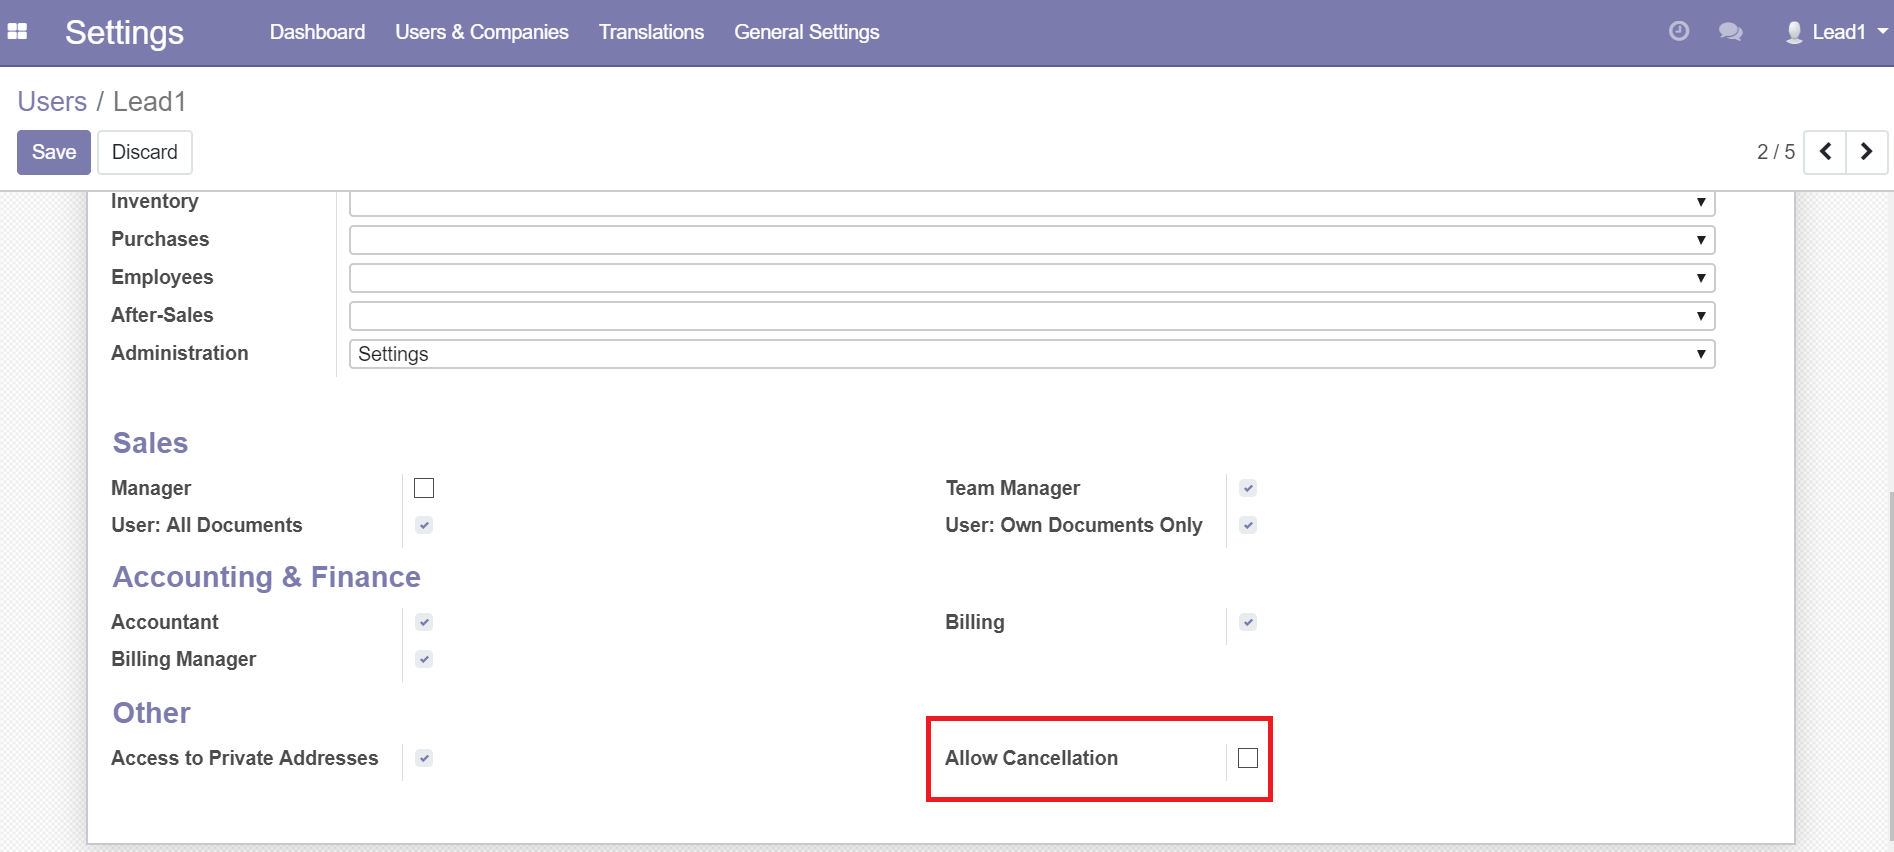 Settings Dashboard Users & Companies Translations General Settings Lead1
Users / Lead1
Save Discard 2 / 5
Inventory
Purchases
Employees
After-Sales
Administration Settings
Sales
Manager Team Manager
User: All Documents User: Own Documents Only
Accounting & Finance
Accountant Billing
Billing Manager
Other
Access to Private Addresses Allow Cancellation